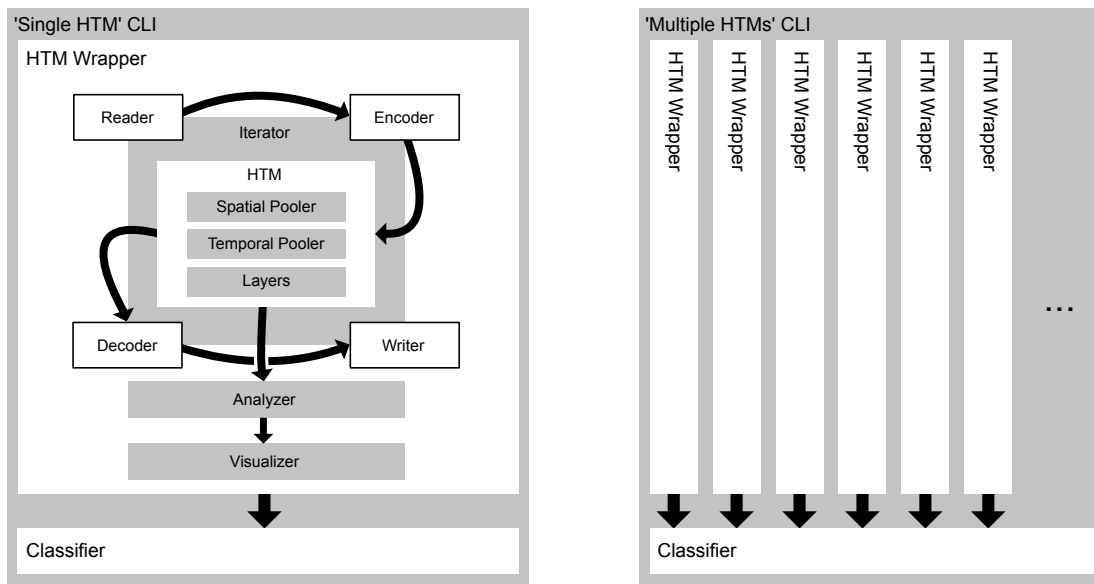 'Single HTM' CLI
HTM Wrapper
Reader
Encoder
Iterator
HTM
Spatial Pooler
Temporal Pooler
Layers
Decoder
Writer
Analyzer
Visualizer
Classifier
'Multiple HTMs' CLI
HTM Wrapper
HTM Wrapper
HTM Wrapper
HTM Wrapper
HTM Wrapper
HTM Wrapper
...
Classifier